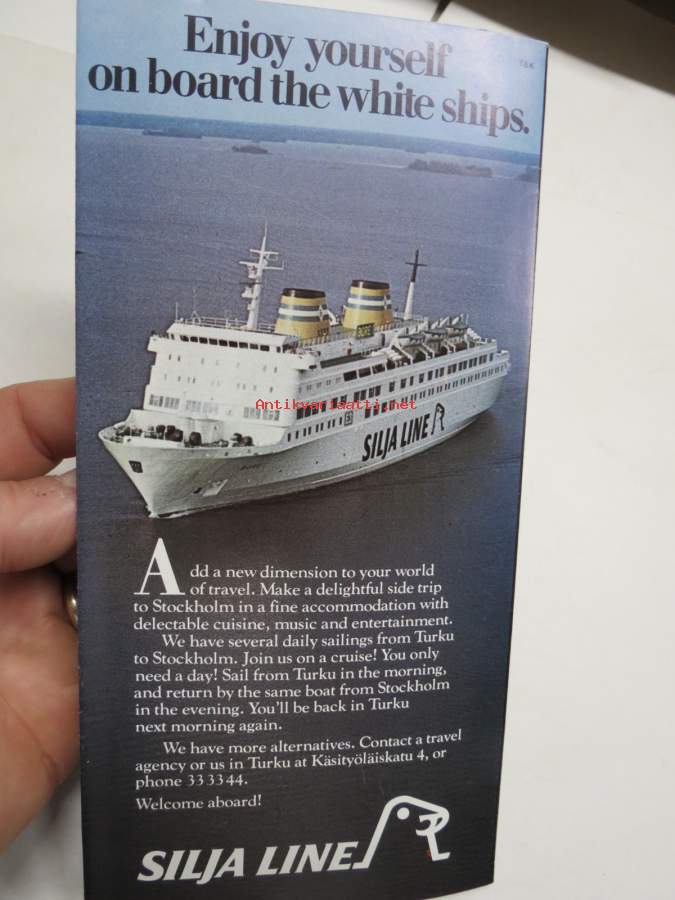 Enjoy yourself
on board the white ships.
BORE
Antikvariaatti.net
SILJA LINE
Add a new dimension to your world
of travel. Make a delightful side trip
to Stockholm in a fine accommodation with
delectable cuisine, music and entertainment.
We have several daily sailings from Turku
to Stockholm. Join us on a cruise! You only
need a day! Sail from Turku in the morning,
and return by the same boat from Stockholm
in the evening. You'll be back in Turku
next morning again.
We have more alternatives. Contact a travel
agency or us in Turku at Käsityöläiskatu 4, or
phone 33 33 44.
Welcome aboard!
SILJA LINE